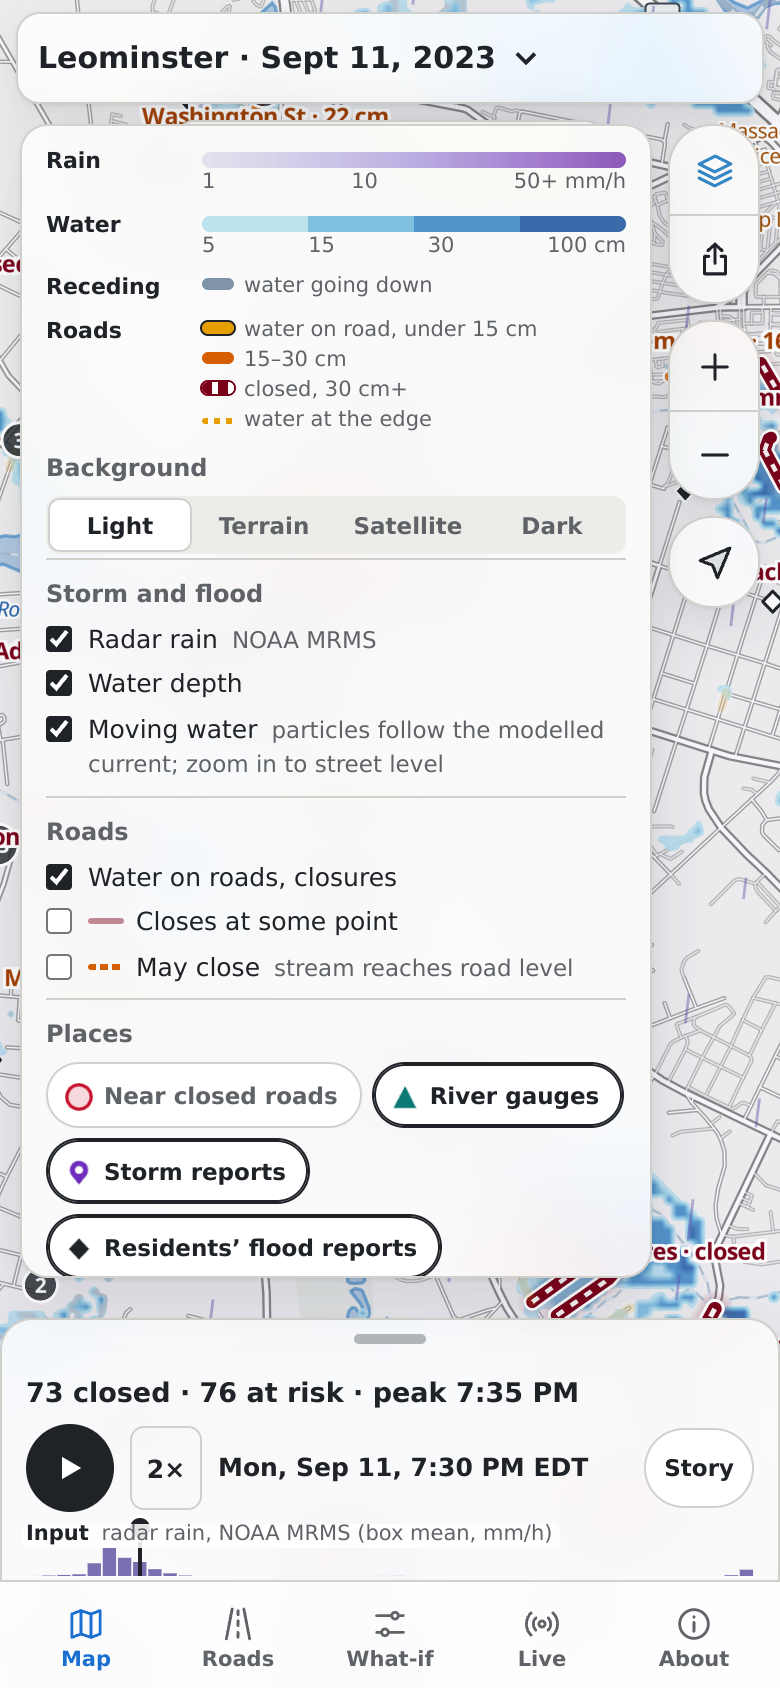 Leominster · Sept 11, 2023
Washington St · 22 cm
Rain
1 10 50+ mm/h
Water
5 15 30 100 cm
Receding water going down
Roads water on road, under 15 cm
15–30 cm
closed, 30 cm+
water at the edge
Background
Light Terrain Satellite Dark
Storm and flood
Radar rain NOAA MRMS
Water depth
Moving water particles follow the modelled
current; zoom in to street level
Roads
Water on roads, closures
Closes at some point
May close stream reaches road level
Places
Near closed roads River gauges
Storm reports
Residents’ flood reports
· closed
2
73 closed · 76 at risk · peak 7:35 PM
2×
Mon, Sep 11, 7:30 PM EDT
Story
Input radar rain, NOAA MRMS (box mean, mm/h)
Map Roads What-if Live About